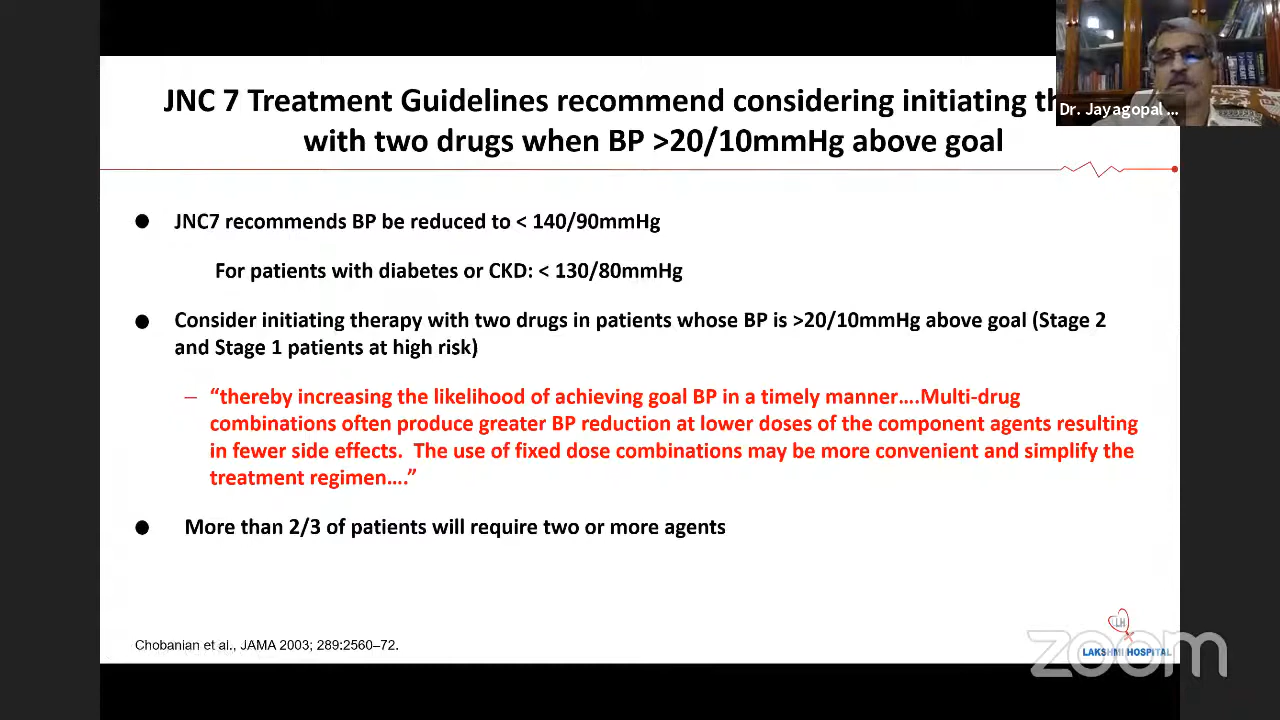 JNC 7 Treatment Guidelines recommend considering initiating
with two drugs when BP >20/10mmHg above goal
Dr. Jayagopal ...
● JNC7 recommends BP be reduced to < 140/90mmHg
For patients with diabetes or CKD: < 130/80mmHg
● Consider initiating therapy with two drugs in patients whose BP is >20/10mmHg above goal (Stage 2
and Stage 1 patients at high risk)
– “thereby increasing the likelihood of achieving goal BP in a timely manner….Multi-drug
combinations often produce greater BP reduction at lower doses of the component agents resulting
in fewer side effects. The use of fixed dose combinations may be more convenient and simplify the
treatment regimen….”
● More than 2/3 of patients will require two or more agents
Chobanian et al., JAMA 2003; 289:2560–72.
LH
LAKSHMI HOSPITAL
zoom